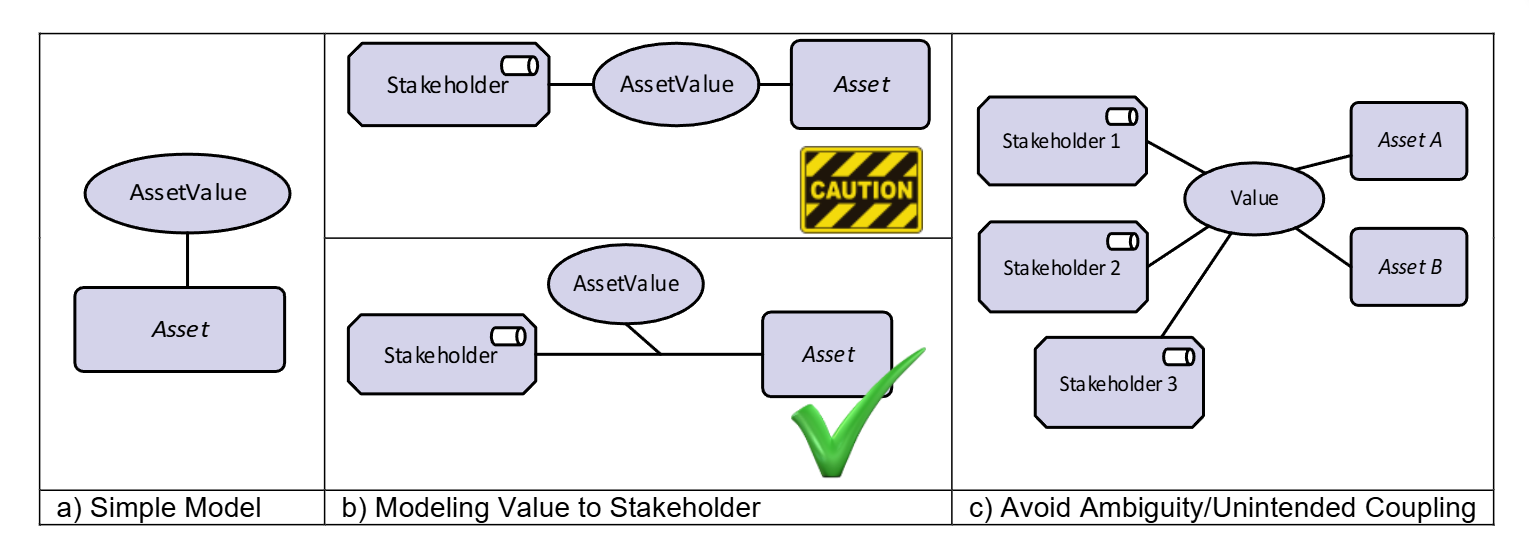 AssetValue
Asset
a) Simple Model
Stakeholder
AssetValue
Asset
CAUTION
AssetValue
Stakeholder
Asset
b) Modeling Value to Stakeholder
Stakeholder 1
Asset A
Value
Stakeholder 2
Asset B
Stakeholder 3
c) Avoid Ambiguity/Unintended Coupling